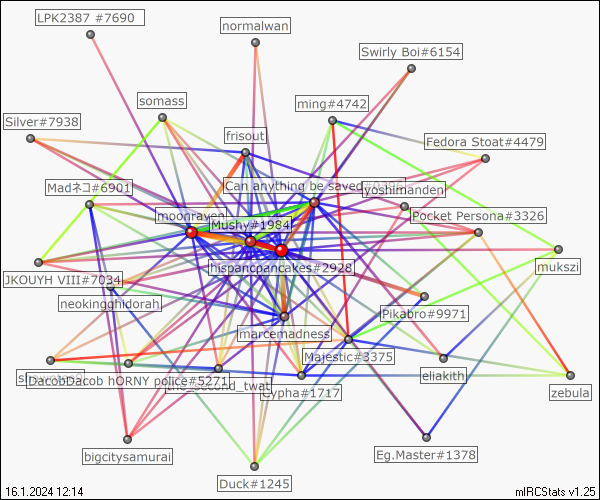 LPK2387 #7690
normalwan
Swirly Boi#6154
somass
ming#4742
Silver#7938
frisout
Fedora Stoat#4479
Madネコ#6901
Can anything be saved
yoshimanden
moonraven
Mushy#1984
Pocket Persona#3326
hispanicpancakes#2928
mukszi
JKOUYH VIII#7034
neokingghidorah
Pikabro#9971
marcemadness
Majestic#3375
eliakith
DacobDacob hORNY police#5271
the_second_twat
Cypha#1717
zebula
bigcitysamurai
Eg.Master#1378
Duck#1245
16.1.2024 12:14
mIRCStats v1.25